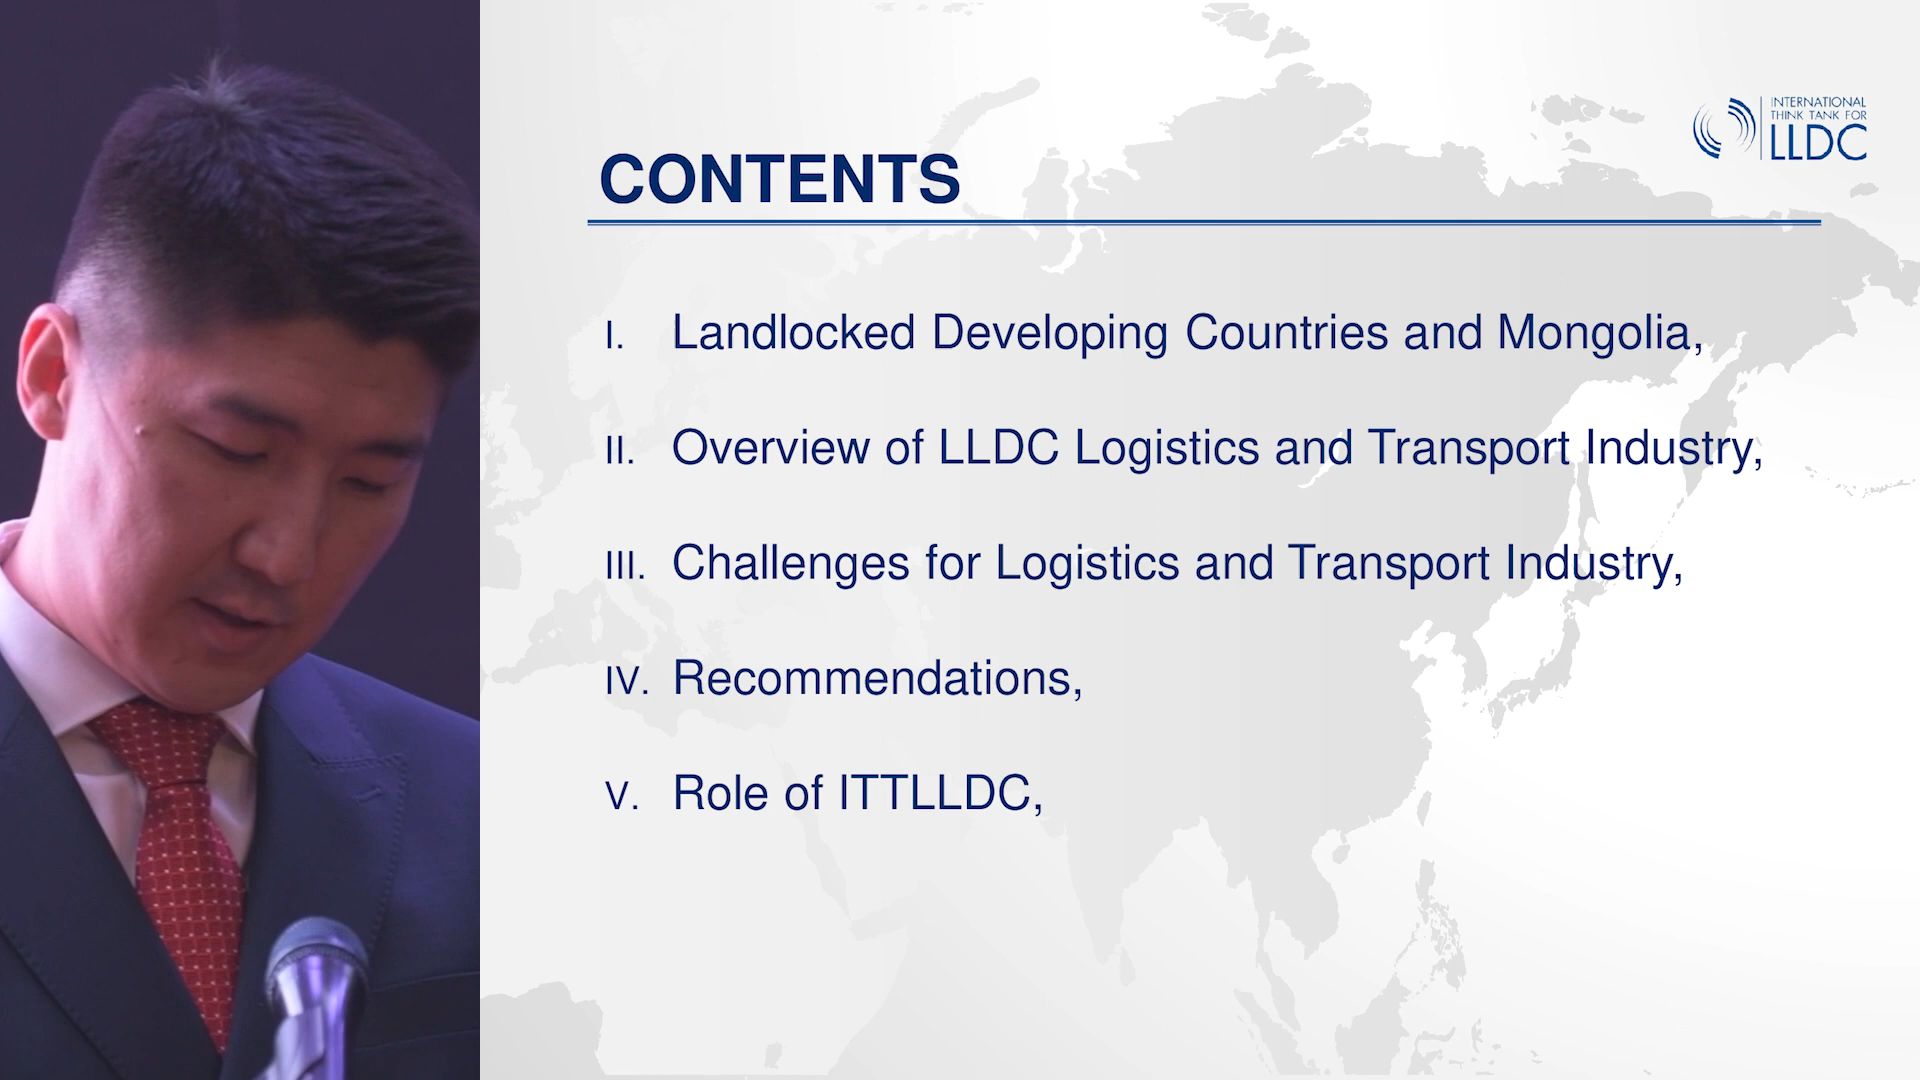 INTERNATIONAL
THINK TANK FOR
LLDC
CONTENTS
I. Landlocked Developing Countries and Mongolia,
II. Overview of LLDC Logistics and Transport Industry,
III. Challenges for Logistics and Transport Industry,
IV. Recommendations,
V. Role of ITTLLDC,